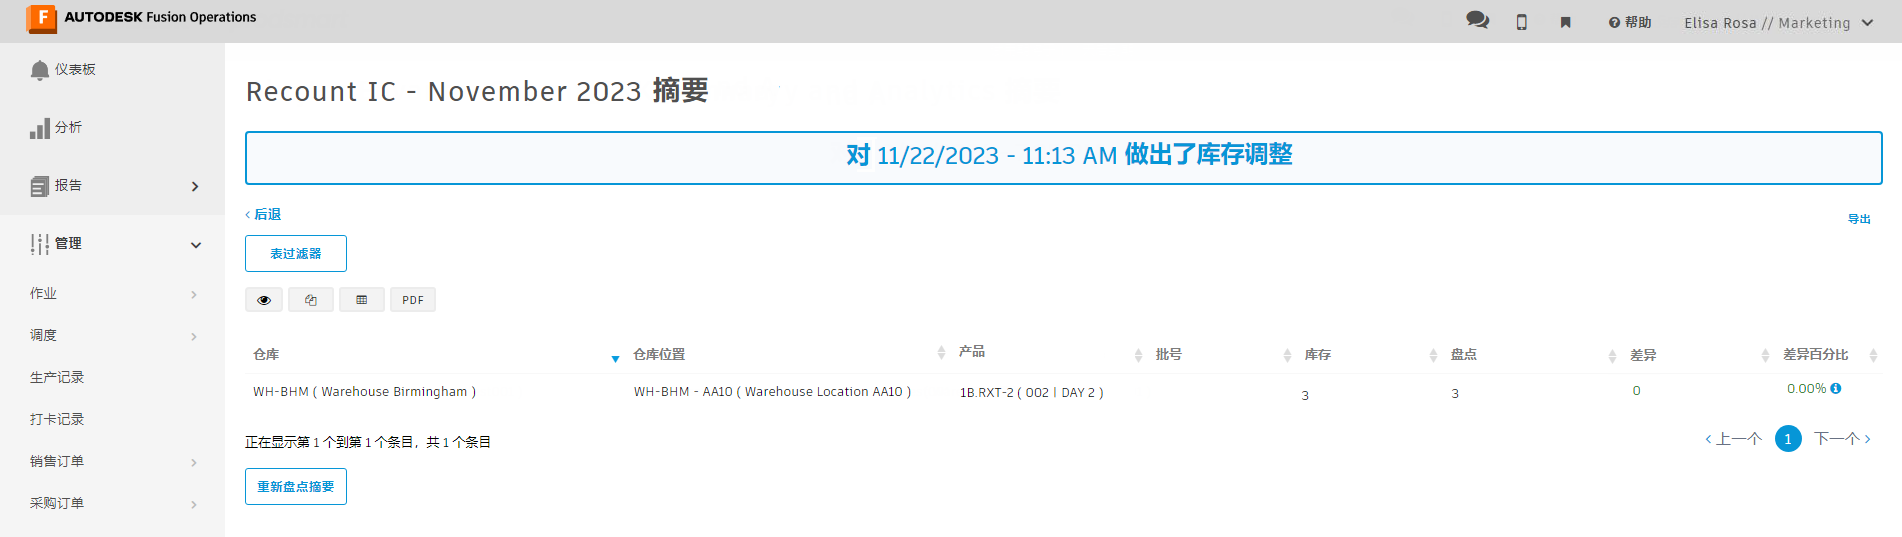 AUTODESK Fusion Operations
帮助
Elisa Rosa // Marketing
仪表板
分析
报告
管理
作业
调度
生产记录
打卡记录
销售订单
采购订单
Recount IC - November 2023 摘要
对 11/22/2023 - 11:13 AM 做出了库存调整
‹ 后退
导出
表过滤器
PDF
仓库 仓库位置 产品 批号 库存 盘点 差异 差异百分比
WH-BHM ( Warehouse Birmingham ) WH-BHM - AA10 ( Warehouse Location AA10 ) 1B.RXT-2 ( 002 | DAY 2 ) 3 3 0 0.00%
正在显示第 1 个到第 1 个条目，共 1 个条目
‹ 上一个 1 下一个 ›
重新盘点摘要